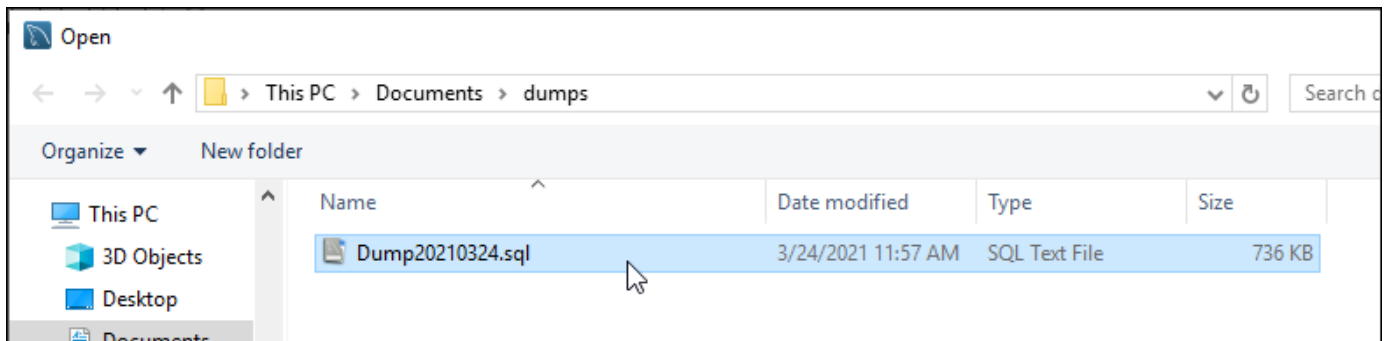 Open
This PC > Documents > dumps
Search
Organize
New folder
Name
Date modified
Type
Size
This PC
Dump20210324.sql
3/24/2021 11:57 AM
SQL Text File
736 KB
3D Objects
Desktop
Documents